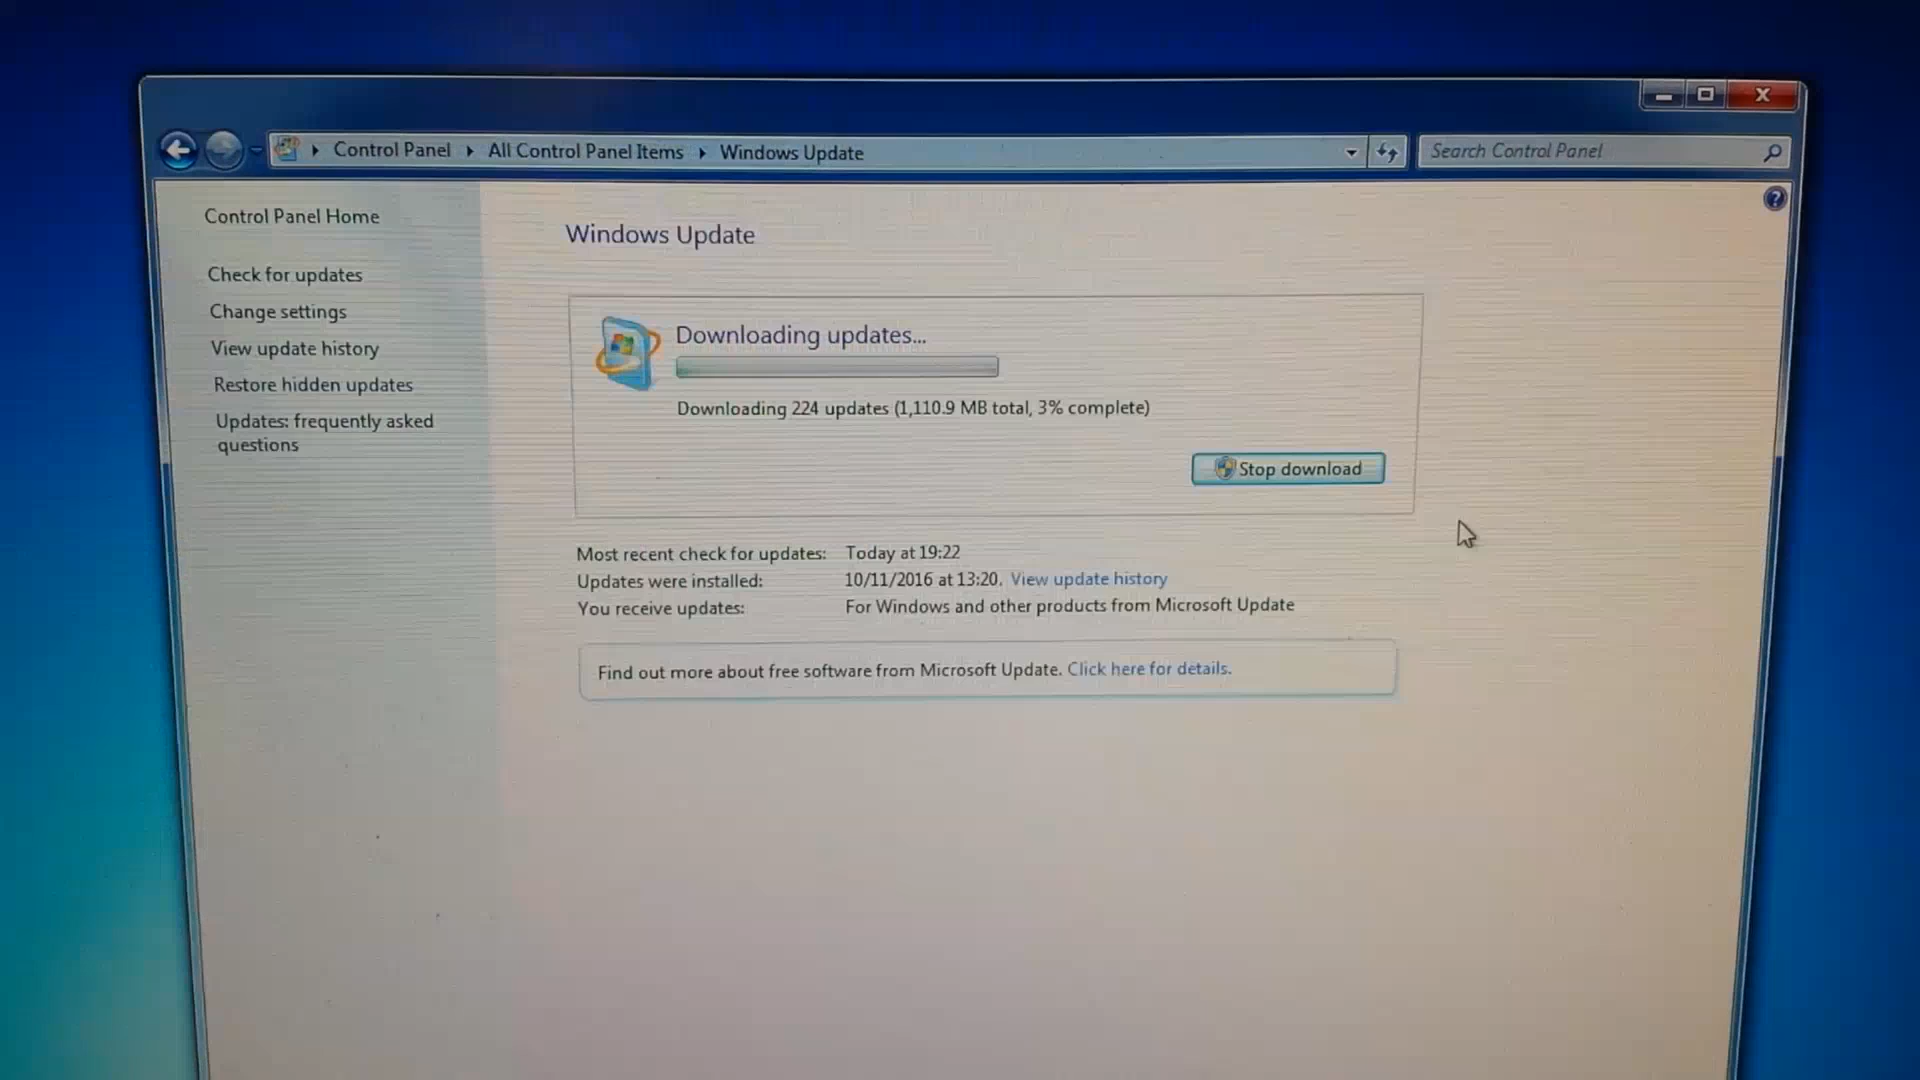 Control Panel
All Control Panel Items
Windows Update
Search Control Panel
Control Panel Home
Check for updates
Change settings
View update history
Restore hidden updates
Updates: frequently asked
questions
Windows Update
Downloading updates...
Downloading 224 updates (1,110.9 MB total, 3% complete)
Stop download
Most recent check for updates: Today at 19:22
Updates were installed: 10/11/2016 at 13:20. View update history
You receive updates: For Windows and other products from Microsoft Update
Find out more about free software from Microsoft Update. Click here for details.